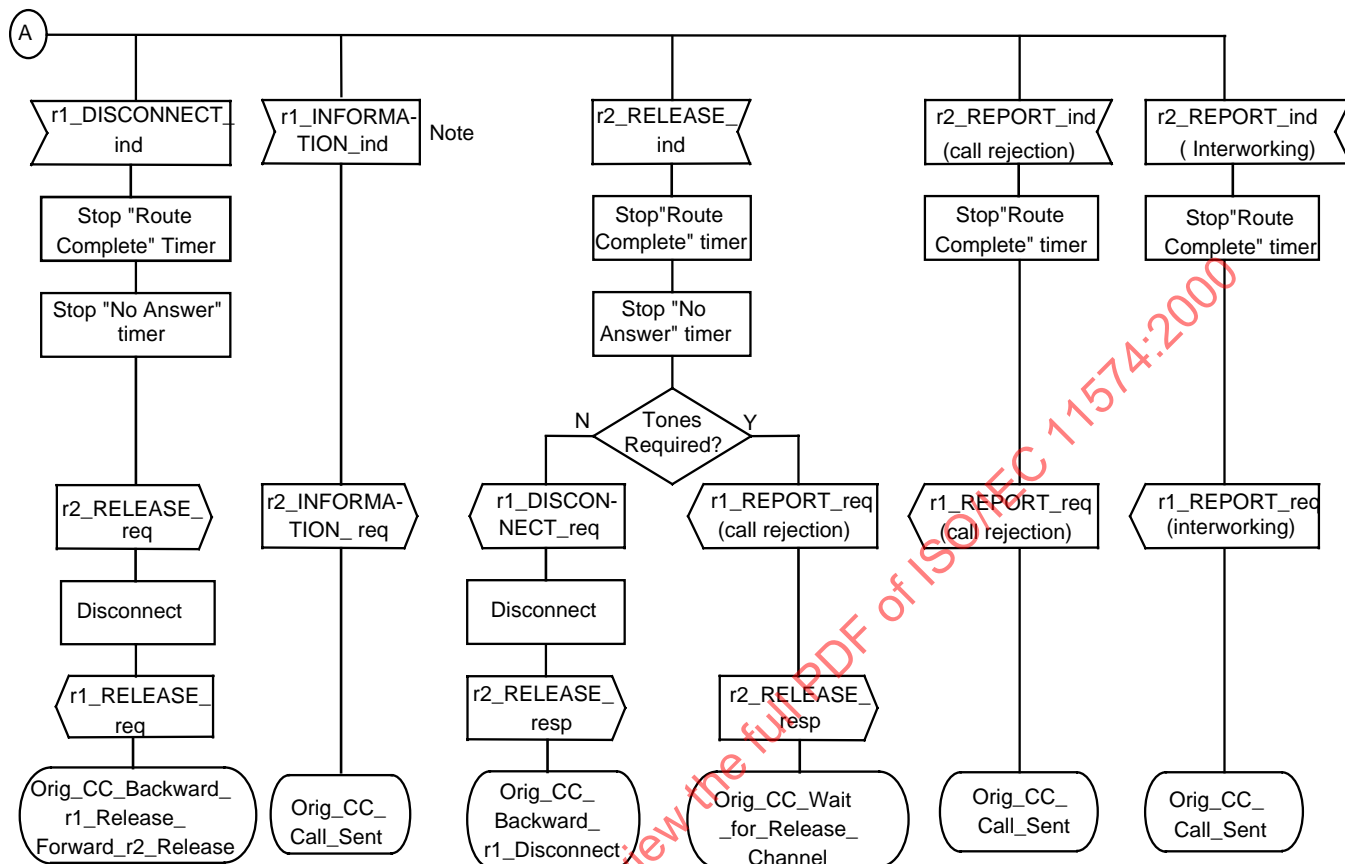 A
r1_DISCONNECT_
ind
r1_INFORMA-
TION_ind
Note
r2_RELEASE_
ind
r2_REPORT_ind
(call rejection)
r2_REPORT_ind
( Interworking)
Stop "Route
Complete" Timer
Stop"Route
Complete" timer
Stop"Route
Complete" timer
Stop"Route
Complete" timer
Stop "No Answer"
timer
Stop "No
Answer" timer
N
Tones
Required?
Y
r2_RELEASE_
req
r2_INFORMA-
TION_ req
r1_DISCON-
NECT_req
r1_REPORT_req
(call rejection)
r1_REPORT_req
(call rejection)
r1_REPORT_req
(interworking)
Disconnect
Disconnect
r1_RELEASE_
req
r2_RELEASE_
resp
r2_RELEASE_
resp
Orig_CC_Backward_
r1_Release_
Forward_r2_Release
Orig_CC_
Call_Sent
Orig_CC_
Backward_
r1_Disconnect
Orig_CC_Wait
_for_Release_
Channel
Orig_CC_
Call_Sent
Orig_CC_
Call_Sent
view the full PDF of ISO/IEC 11574:2000